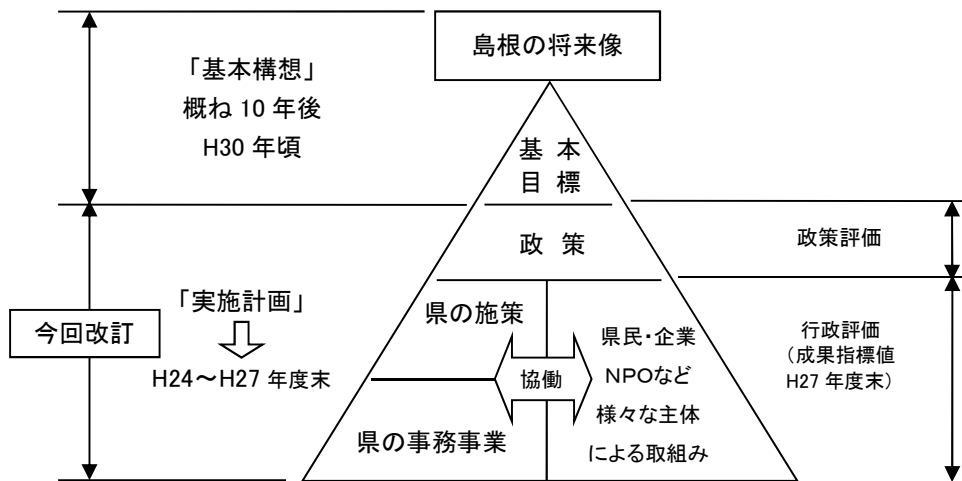 島根の将来像
「基本構想」
概ね 10 年後
H30 年頃
基 本
目 標
政 策
政策評価
今回改訂
「実施計画」
H24～H27 年度末
県の施策
県の事務事業
協働
県民・企業
NPOなど
様々な主体
による取組み
行政評価
（成果指標値
H27 年度末）